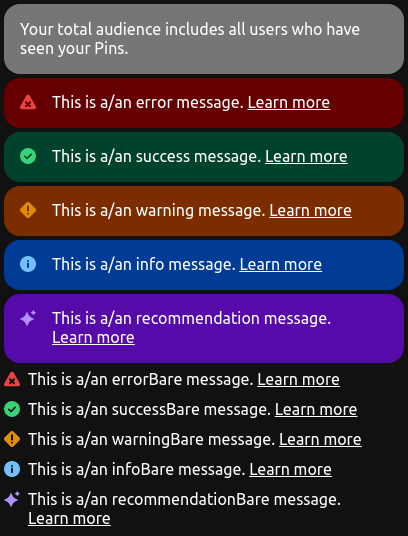 Your total audience includes all users who have
seen your Pins.
This is a/an error message. Learn more
This is a/an success message. Learn more
This is a/an warning message. Learn more
This is a/an info message. Learn more
This is a/an recommendation message.
Learn more
This is a/an errorBare message. Learn more
This is a/an successBare message. Learn more
This is a/an warningBare message. Learn more
This is a/an infoBare message. Learn more
This is a/an recommendationBare message.
Learn more